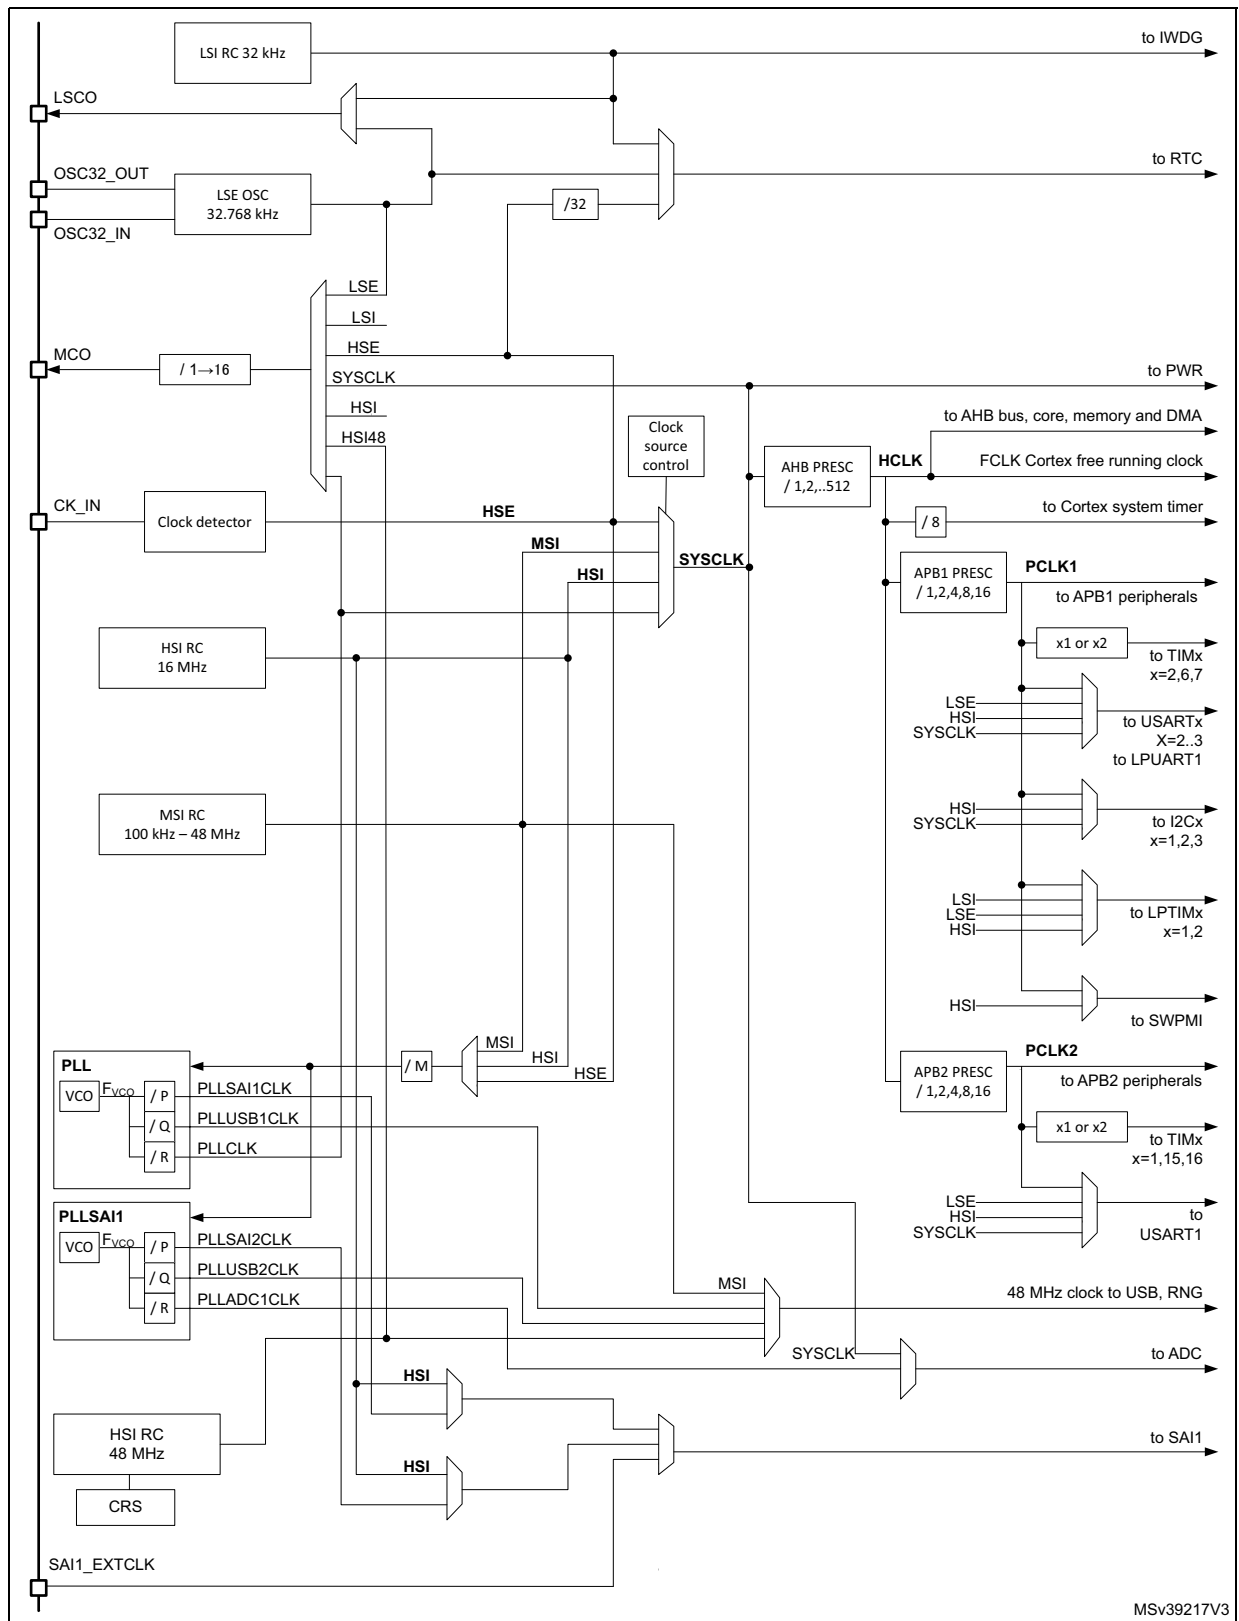 LSI RC 32 kHz
to IWDG
LSCO
OSC32_OUT
to RTC
LSE OSC
32.768 kHz
/32
OSC32_IN
LSE
LSI
MCO
HSE
/ 1→16
SYSCLK
to PWR
HSI
to AHB bus, core, memory and DMA
HSI48
Clock
source
control
AHB PRESC
/ 1,2,..512
HCLK
FCLK Cortex free running clock
CK_IN
Clock detector
HSE
to Cortex system timer
/ 8
MSI
SYSCLK
HSI
APB1 PRESC
/ 1,2,4,8,16
PCLK1
to APB1 peripherals
HSI RC
16 MHz
x1 or x2
to TIMx
x=2,6,7
LSE
HSI
SYSCLK
to USARTx
X=2..3
to LPUART1
MSI RC
100 kHz – 48 MHz
HSI
SYSCLK
to I2Cx
x=1,2,3
LSI
LSE
HSI
to LPTIMx
x=1,2
HSI
to SWPMI
MSI
HSI
HSE
/ M
PLL
VCO
FVCO
/ P
PLLSAI1CLK
/ Q
PLLUSB1CLK
/ R
PLLCLK
PCLK2
APB2 PRESC
/ 1,2,4,8,16
to APB2 peripherals
x1 or x2
to TIMx
x=1,15,16
LSE
HSI
SYSCLK
to
USART1
PLLSAI1
VCO
FVCO
/ P
PLLSAI2CLK
/ Q
PLLUSB2CLK
/ R
PLLADC1CLK
MSI
48 MHz clock to USB, RNG
SYSCLK
to ADC
HSI
HSI RC
48 MHz
to SAI1
HSI
CRS
SAI1_EXTCLK
MSv39217V3